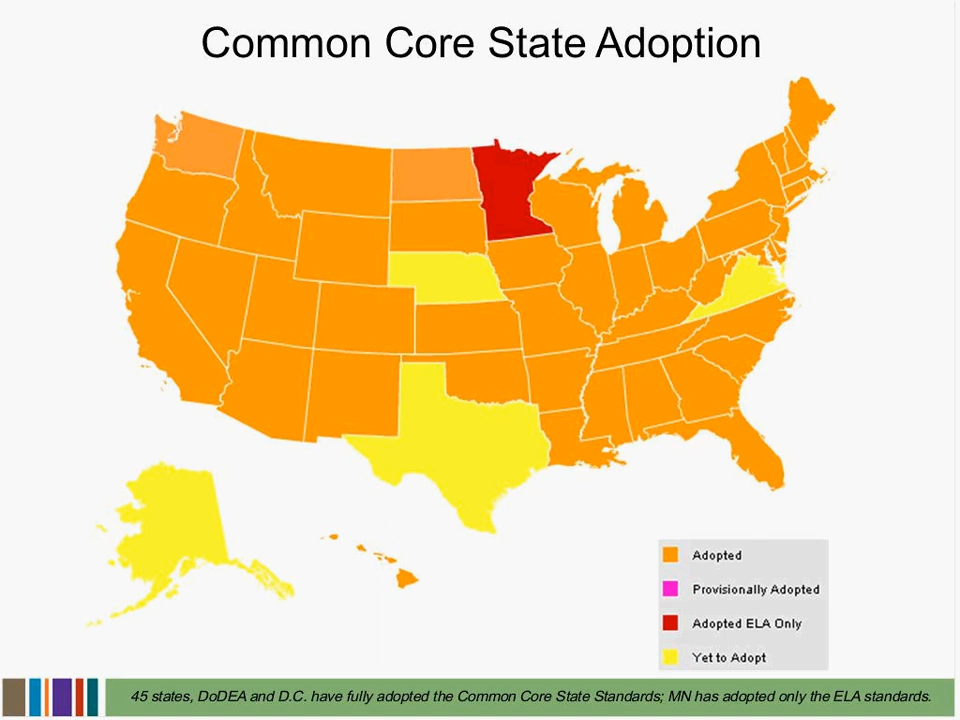 Common Core State Adoption
Adopted
Provisionally Adopted
Adopted ELA Only
Yet to Adopt
45 states, DoDEA and D.C. have fully adopted the Common Core State Standards; MN has adopted only the ELA standards.